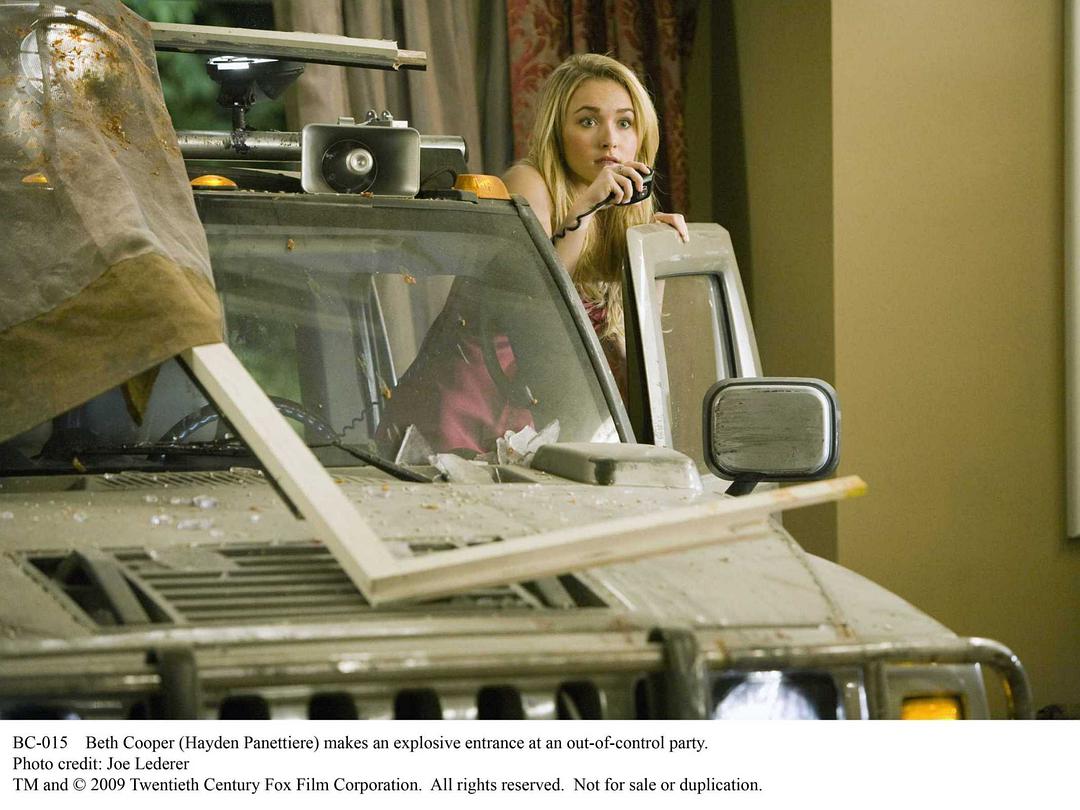 BC-015 Beth Cooper (Hayden Panettiere) makes an explosive entrance at an out-of-control party.
Photo credit: Joe Lederer
TM and © 2009 Twentieth Century Fox Film Corporation. All rights reserved. Not for sale or duplication.